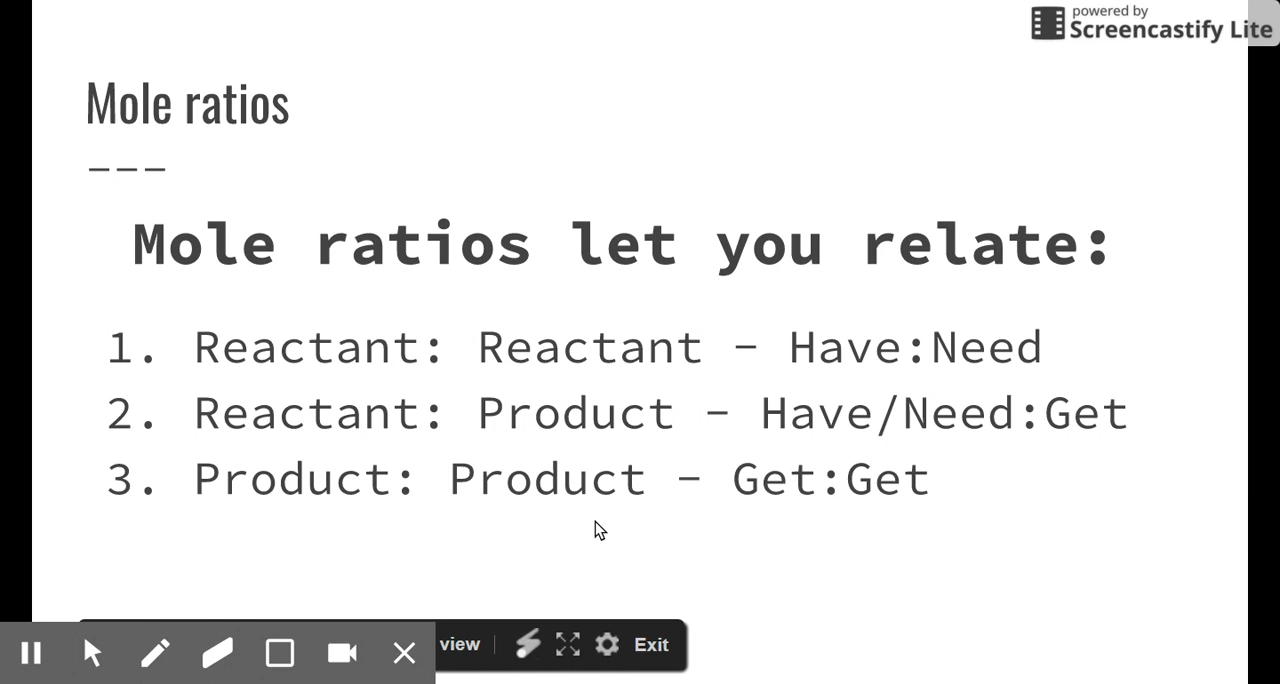 powered by
Screencastify Lite
Mole ratios
---
Mole ratios let you relate:
1. Reactant: Reactant - Have:Need
2. Reactant: Product - Have/Need:Get
3. Product: Product - Get:Get
view
Exit